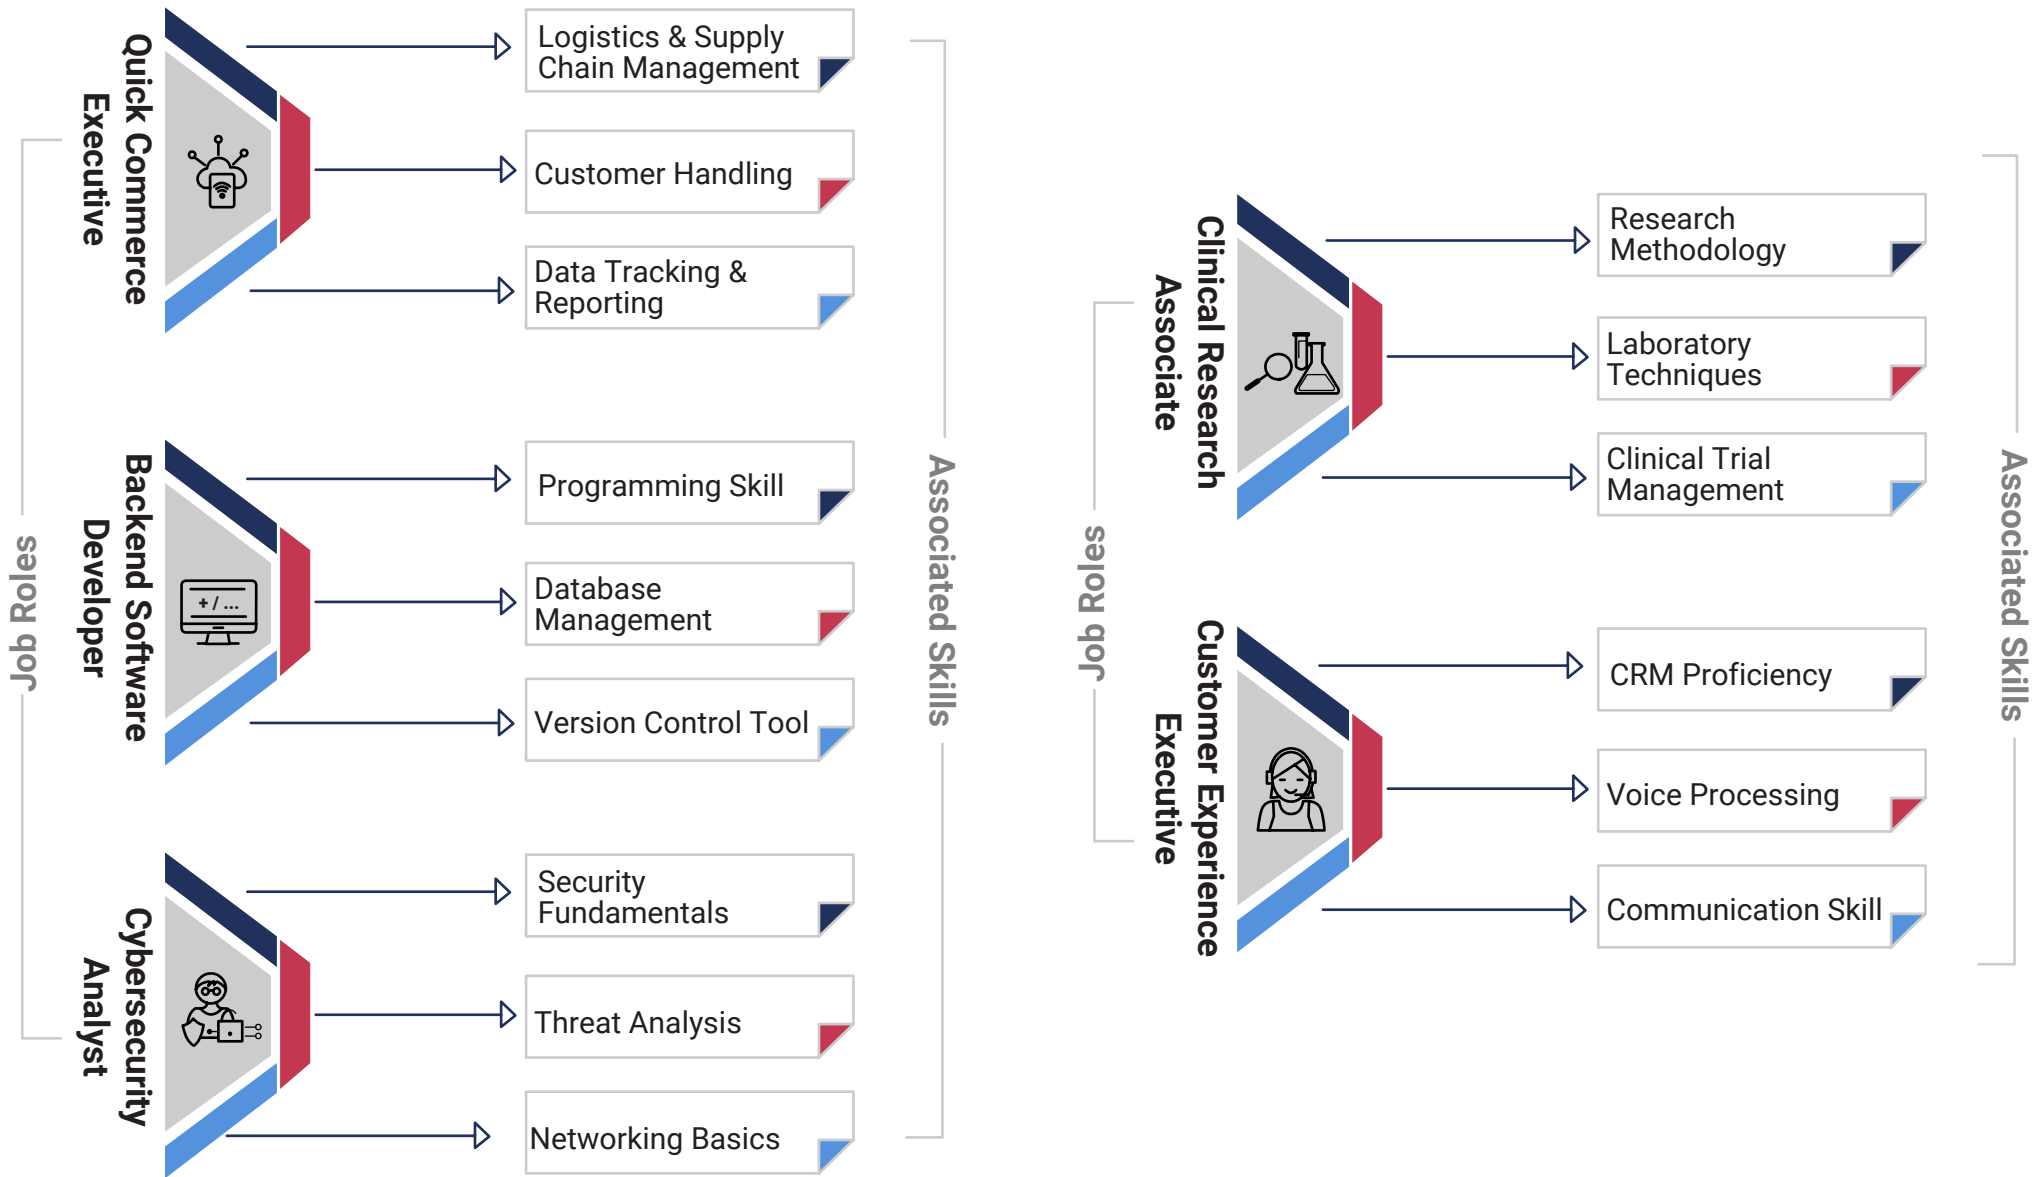 Job Roles
Quick Commerce
Executive
Logistics & Supply
Chain Management
Customer Handling
Data Tracking &
Reporting
Backend Software
Developer
+ / ...
Programming Skill
Database
Management
Version Control Tool
Cybersecurity
Analyst
Security
Fundamentals
Threat Analysis
Networking Basics
Associated Skills
Job Roles
Clinical Research
Associate
Research
Methodology
Laboratory
Techniques
Clinical Trial
Management
Customer Experience
Executive
CRM Proficiency
Voice Processing
Communication Skill
Associated Skills